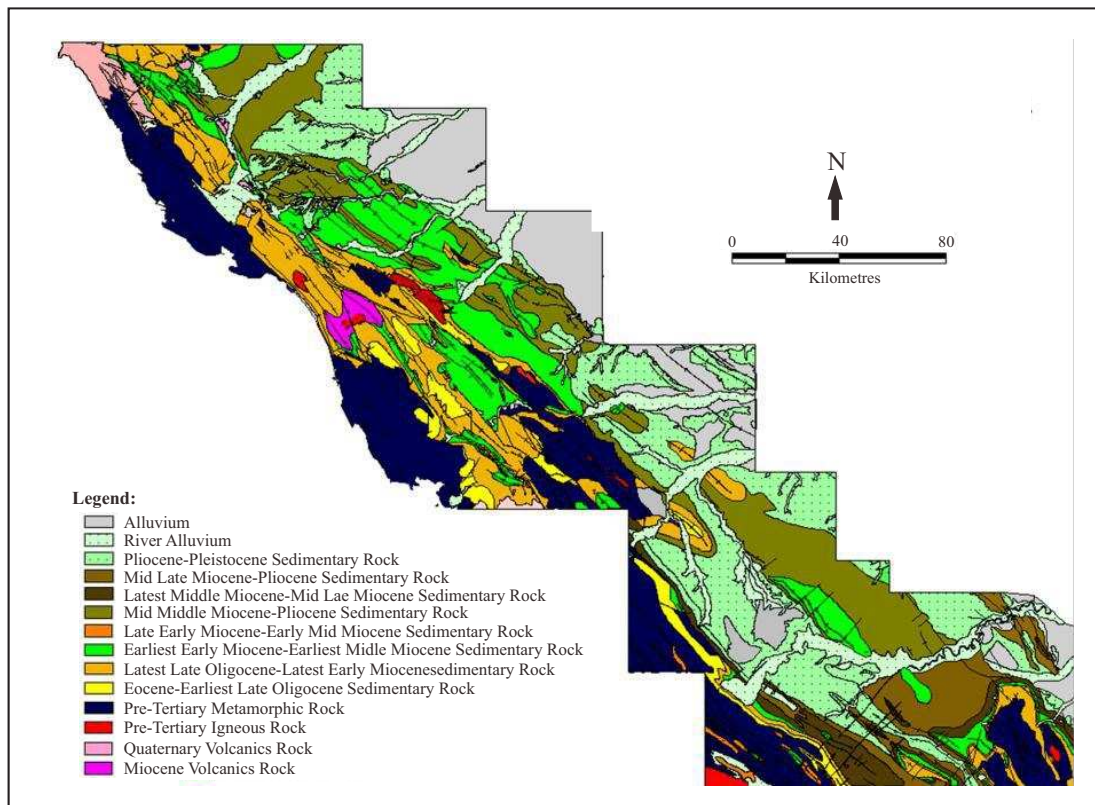 N
0 40 80
Kilometres
Legend:
Alluvium
River Alluvium
Pliocene-Pleistocene Sedimentary Rock
Mid Late Miocene-Pliocene Sedimentary Rock
Latest Middle Miocene-Mid Lae Miocene Sedimentary Rock
Mid Middle Miocene-Pliocene Sedimentary Rock
Late Early Miocene-Early Mid Miocene Sedimentary Rock
Earliest Early Miocene-Earliest Midle Miocene Sedimentary Rock
Latest Late Oligocene-Latest Early Miocenesedimentary Rock
Eocene-Earliest Late Oligocene Sedimentary Rock
Pre-Tertiary Metamorphic Rock
Pre-Tertiary Igneous Rock
Quaternary Volcanics Rock
Miocene Volcanics Rock